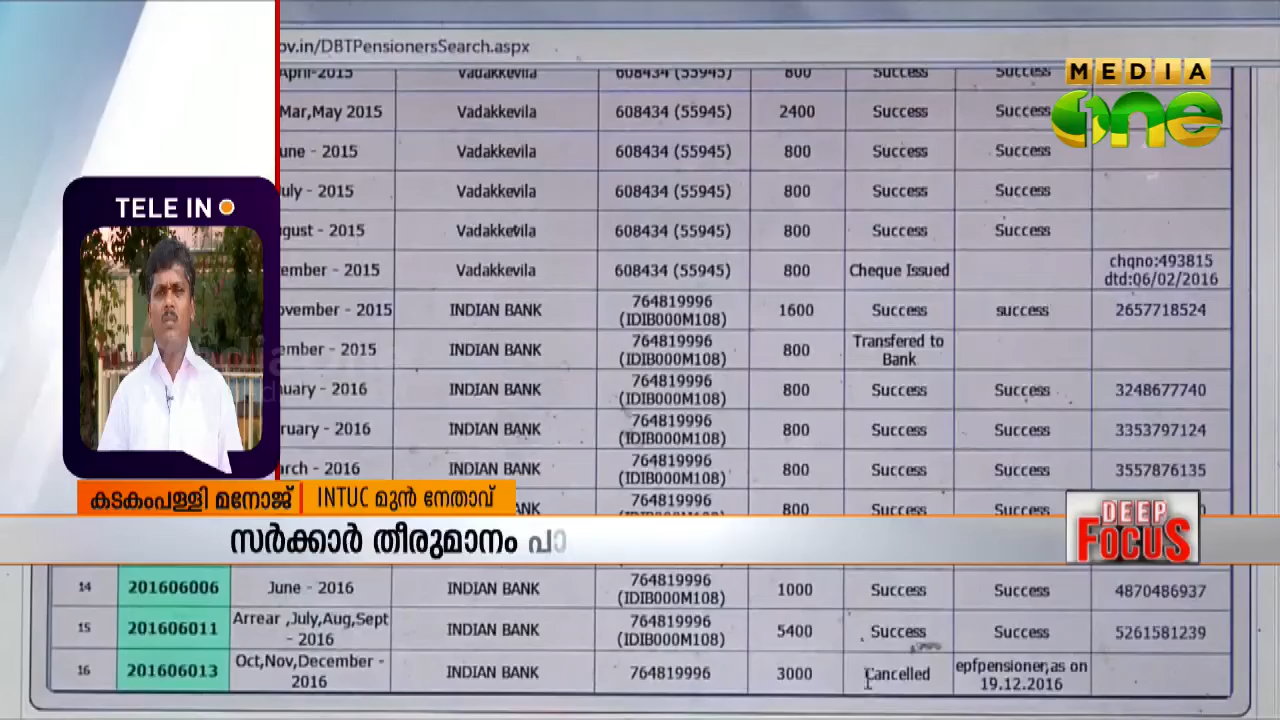 ov.in/DBTPensionersSearch.aspx
MEDIA
one
April-2015 Vadakkevila 608434 (55945) 800 Success Success
Mar,May 2015 Vadakkevila 608434 (55945) 2400 Success Success
une - 2015 Vadakkevila 608434 (55945) 800 Success Success
uly - 2015 Vadakkevila 608434 (55945) 800 Success Success
TELE IN
gust - 2015 Vadakkevila 608434 (55945) 800 Success Success
ember - 2015 Vadakkevila 608434 (55945) 800 Cheque Issued chqno:493815
dtd:06/02/2016
ovember - 2015 INDIAN BANK 764819996
(IDIB000M108) 1600 Success success 2657718524
ember - 2015 INDIAN BANK 764819996
(IDIB000M108) 800 Transfered to
Bank
nuary - 2016 INDIAN BANK 764819996
(IDIB000M108) 800 Success Success 3248677740
ruary - 2016 INDIAN BANK 764819996
(IDIB000M108) 800 Success Success 3353797124
arch - 2016 INDIAN BANK 764819996
(IDIB000M108) 800 Success Success 3557876135
ANK 764819996 800 Success Success
കടകംപള്ളി മനോജ് INTUC മുൻ നേതാവ്
സർക്കാർ തീരുമാനം പാ
DEEP
FOCUS
14 201606006 June - 2016 INDIAN BANK 764819996
(IDIB000M108) 1000 Success Success 4870486937
15 201606011 Arrear ,July,Aug,Sept
- 2016 INDIAN BANK 764819996
(IDIB000M108) 5400 Success Success 5261581239
16 201606013 Oct,Nov,December -
2016 INDIAN BANK 764819996 3000 Cancelled epfpensioner,as on
19.12.2016